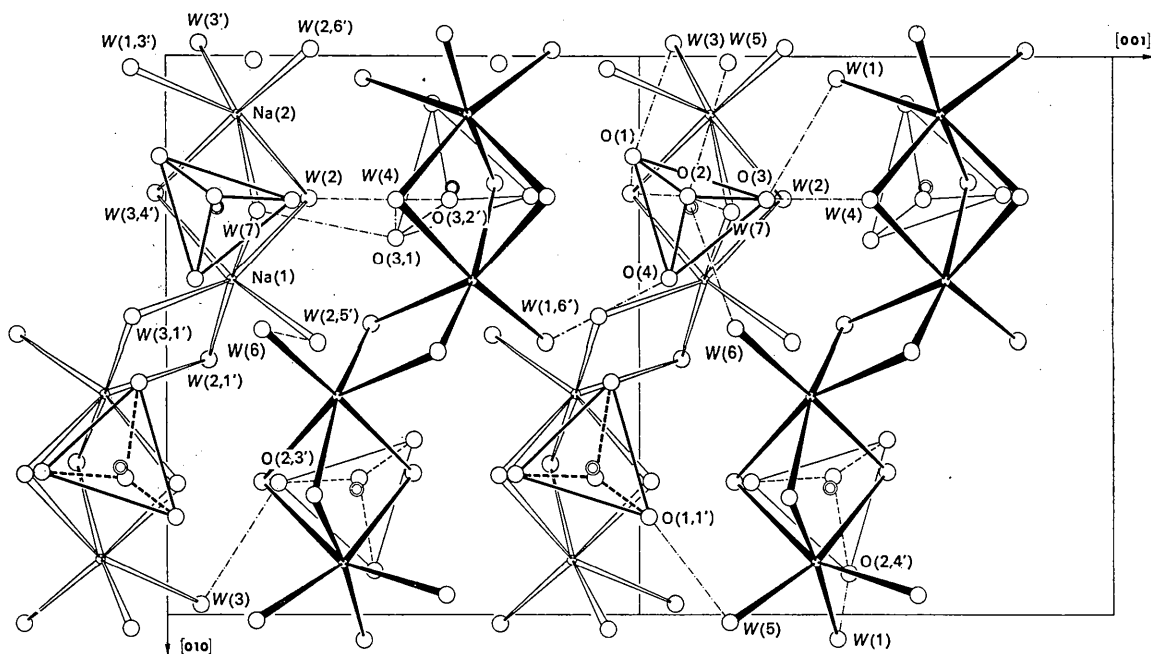 W(3')
W(2,6')
W(1,3')
W(3)
W(5)
[001]
W(1)
Na(2)
O(1)
O(2)
O(3)
W(2)
W(4)
W(2)
W(4)
W(3,4')
W(7)
O(3,2')
W(7)
O(3,1)
Na(1)
O(4)
W(1,6')
W(3,1')
W(2,5')
W(6)
W(6)
W(2,1')
O(2,3')
O(1,1')
O(2,4')
W(3)
W(5)
W(1)
[010]